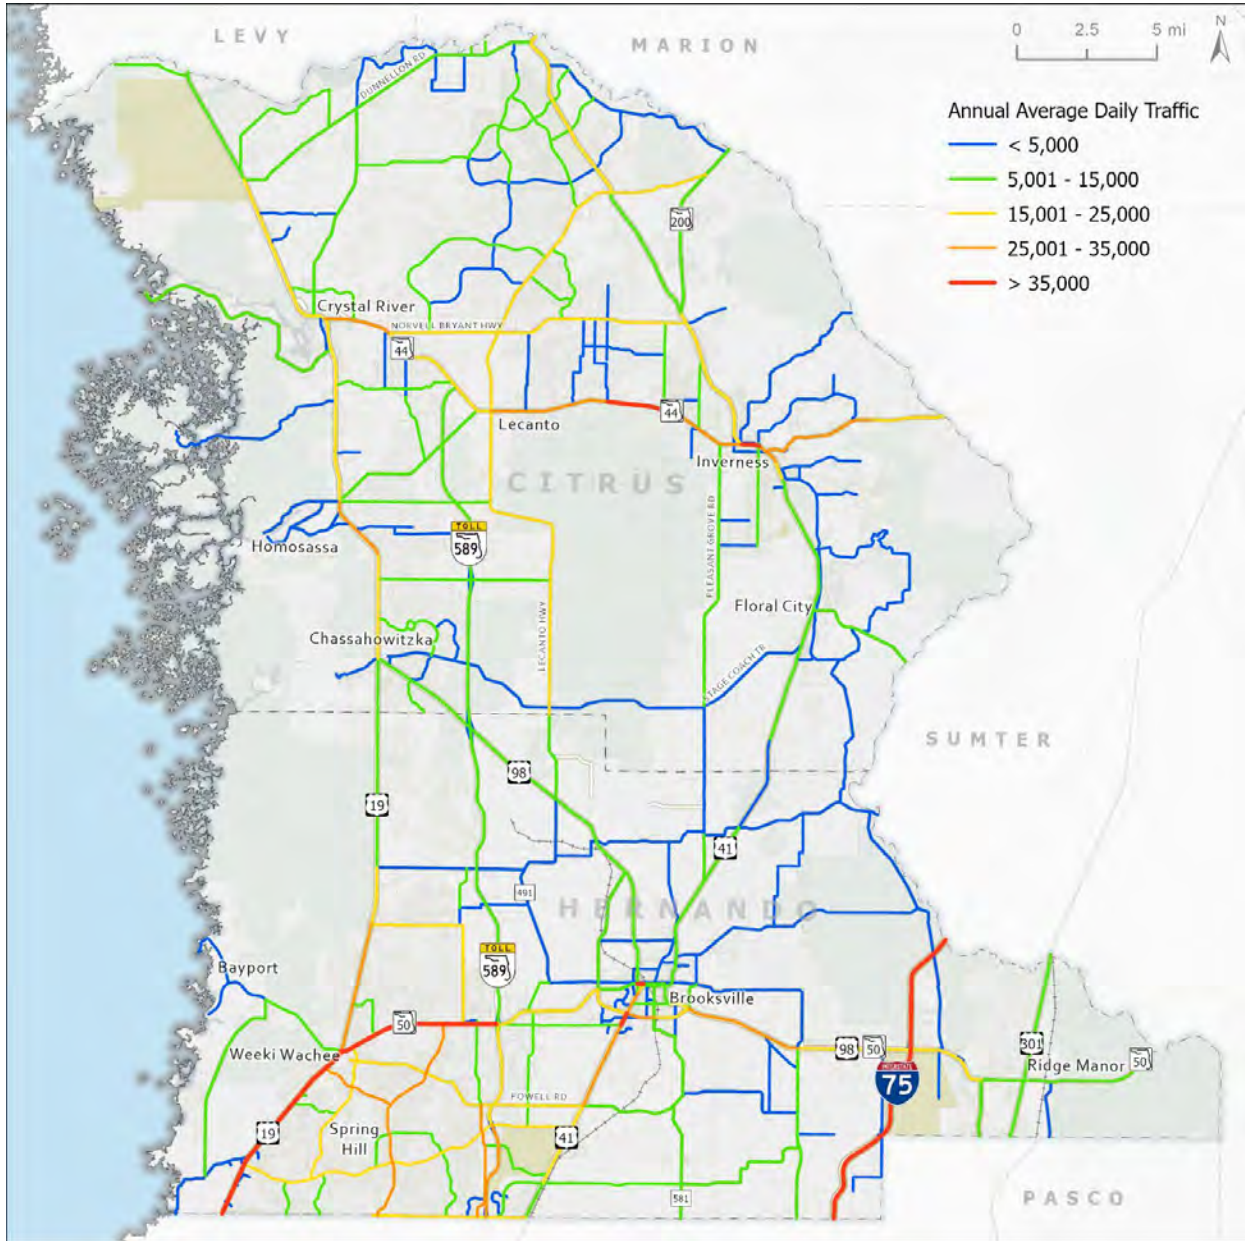 LEVY
MARION
0 2.5 5 mi
N
Annual Average Daily Traffic
< 5,000
5,001 - 15,000
15,001 - 25,000
25,001 - 35,000
> 35,000
DUNNELLON RD
200
Crystal River
NORVELL BRYANT HWY
44
44
Lecanto
Inverness
CITRUS
PLEASANT GROVE RD
TOLL
589
Homosassa
Floral City
LECANTO HWY
Chassahowitzka
STAGE COACH TR
SUMTER
98
19
41
491
HERNANDO
TOLL
589
Bayport
Brooksville
50
Weeki Wachee
98
50
301
50
Ridge Manor
INTERSTATE
75
POWELL RD
19
Spring
Hill
41
581
PASCO